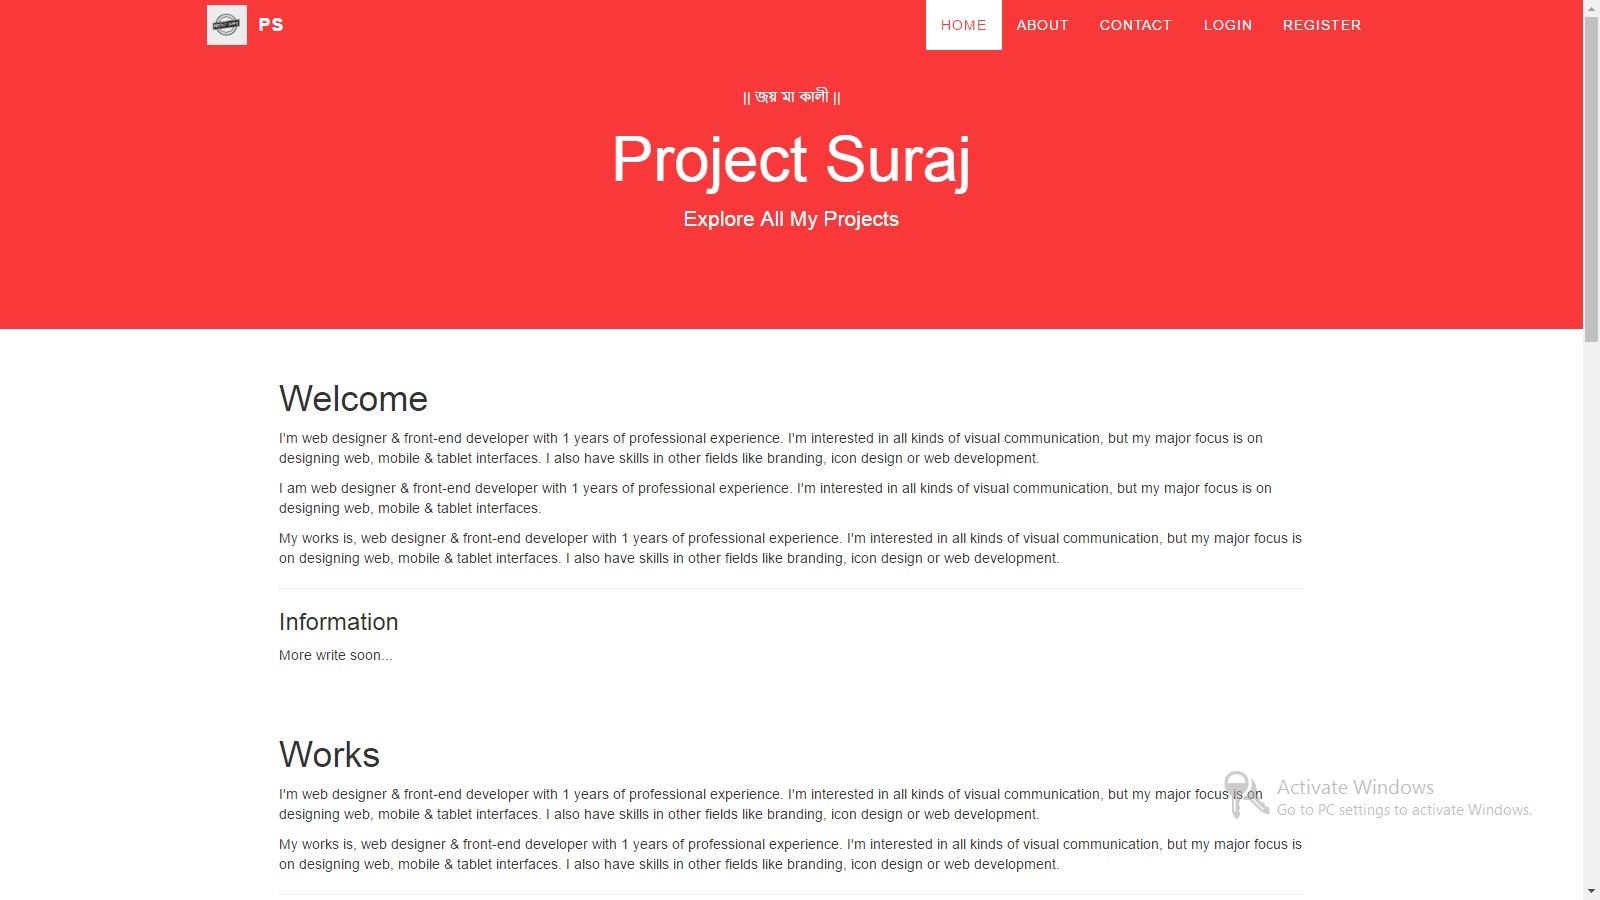 PS
HOME ABOUT CONTACT LOGIN REGISTER
|| জয় মা কালী ||
Project Suraj
Explore All My Projects
Welcome
I'm web designer & front-end developer with 1 years of professional experience. I'm interested in all kinds of visual communication, but my major focus is on
designing web, mobile & tablet interfaces. I also have skills in other fields like branding, icon design or web development.
I am web designer & front-end developer with 1 years of professional experience. I'm interested in all kinds of visual communication, but my major focus is on
designing web, mobile & tablet interfaces.
My works is, web designer & front-end developer with 1 years of professional experience. I'm interested in all kinds of visual communication, but my major focus is
on designing web, mobile & tablet interfaces. I also have skills in other fields like branding, icon design or web development.
Information
More write soon...
Works
I'm web designer & front-end developer with 1 years of professional experience. I'm interested in all kinds of visual communication, but my major focus is on
designing web, mobile & tablet interfaces. I also have skills in other fields like branding, icon design or web development.
My works is, web designer & front-end developer with 1 years of professional experience. I'm interested in all kinds of visual communication, but my major focus is
on designing web, mobile & tablet interfaces. I also have skills in other fields like branding, icon design or web development.
Activate Windows
Go to PC settings to activate Windows.